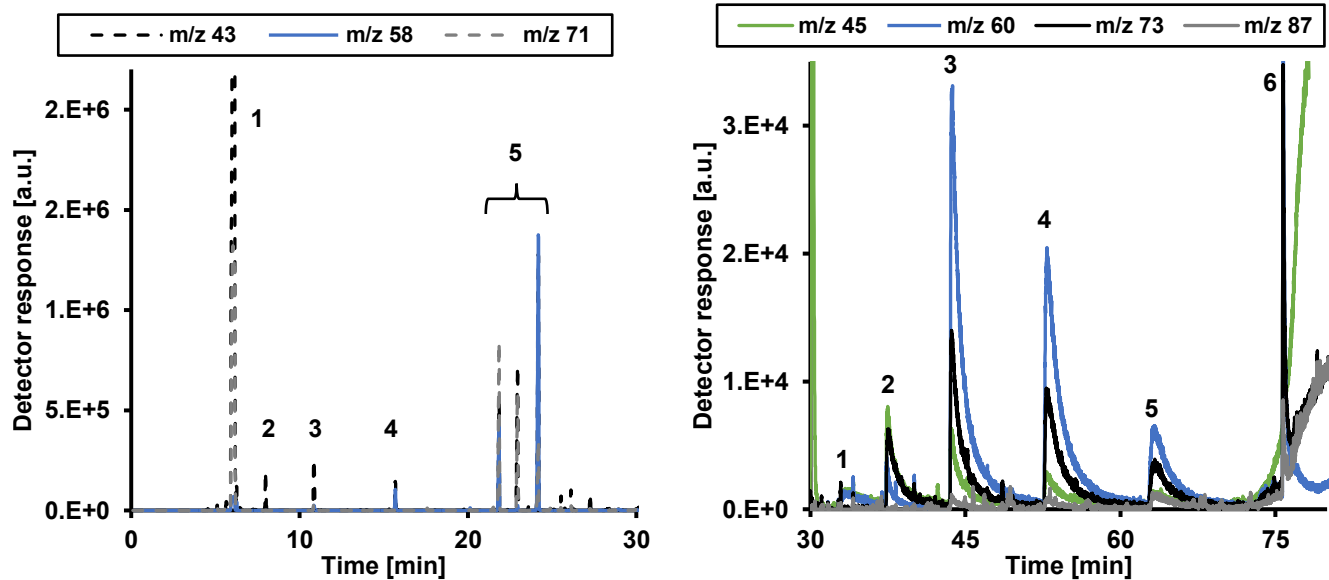 m/z 43 m/z 58 m/z 71
Detector response [a.u.]
2.E+6
2.E+6
1.E+6
5.E+5
0.E+0
0 10 20 30
Time [min]
1
2
3
4
5
m/z 45 m/z 60 m/z 73 m/z 87
Detector response [a.u.]
3.E+4
2.E+4
1.E+4
0.E+0
30 45 60 75
Time [min]
1
2
3
4
5
6